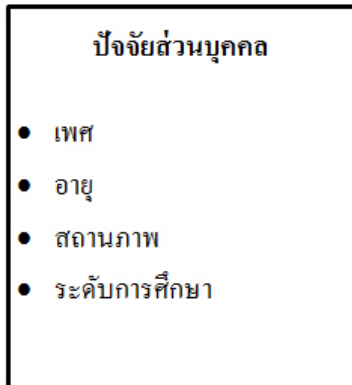 ปัจจัยส่วนบุคคล
● เพศ
● อายุ
● สถานภาพ
● ระดับการศึกษา